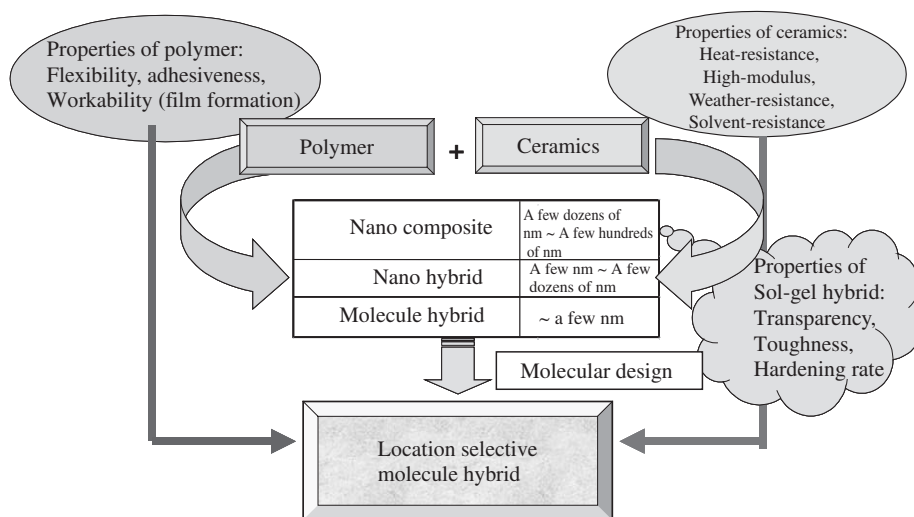 Properties of polymer:
Flexibility, adhesiveness,
Workability (film formation)
Properties of ceramics:
Heat-resistance,
High-modulus,
Weather-resistance,
Solvent-resistance
Polymer
+
Ceramics
Nano composite
A few dozens of
nm ~ A few hundreds
of nm
Nano hybrid
A few nm ~ A few
dozens of nm
Molecule hybrid
~ a few nm
Properties of
Sol-gel hybrid:
Transparency,
Toughness,
Hardening rate
Molecular design
Location selective
molecule hybrid